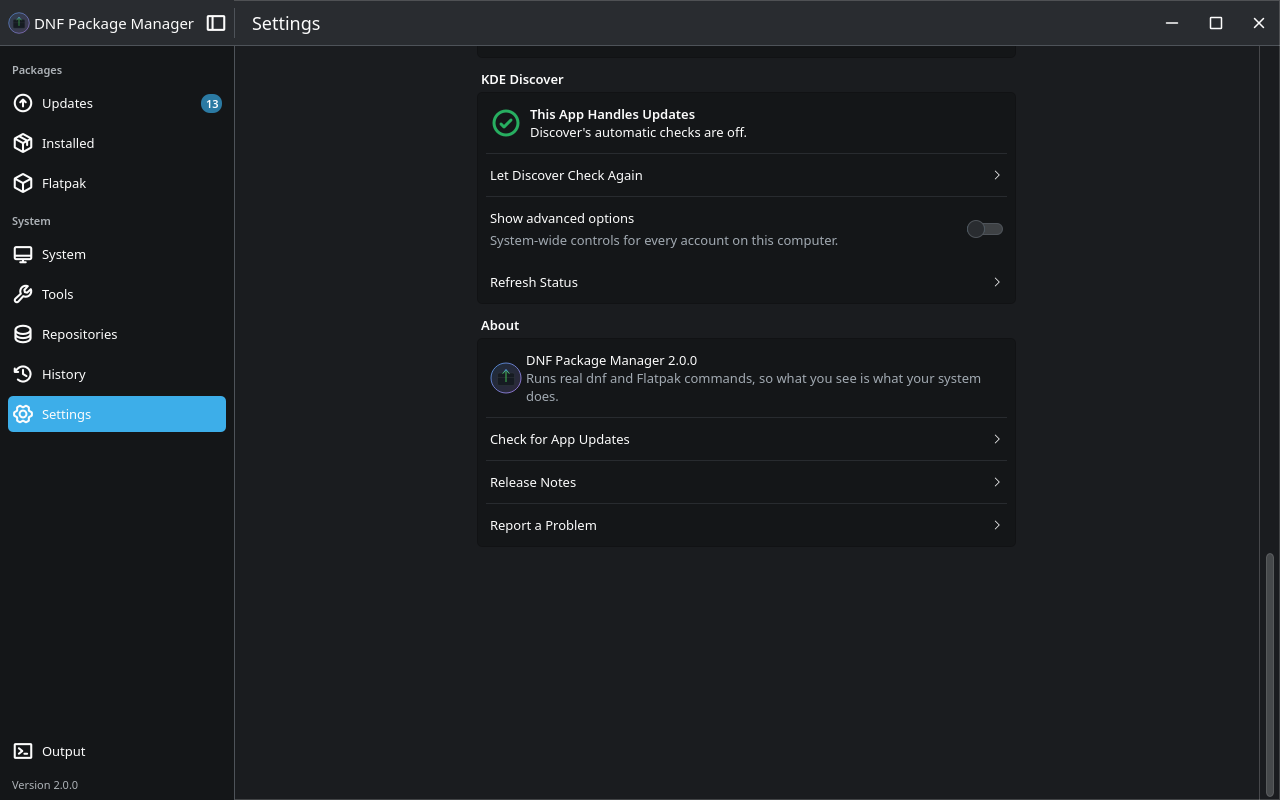 DNF Package Manager
Settings
Packages
Updates
13
Installed
Flatpak
System
System
Tools
Repositories
History
Settings
Output
Version 2.0.0
KDE Discover
This App Handles Updates
Discover's automatic checks are off.
Let Discover Check Again
Show advanced options
System-wide controls for every account on this computer.
Refresh Status
About
DNF Package Manager 2.0.0
Runs real dnf and Flatpak commands, so what you see is what your system
does.
Check for App Updates
Release Notes
Report a Problem